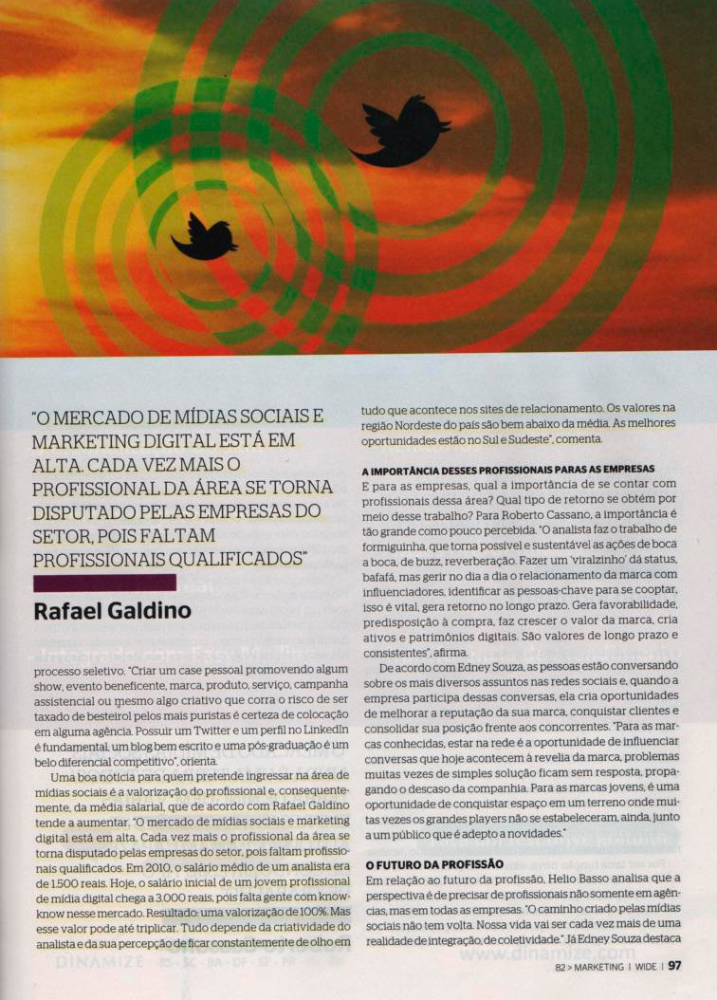 "O MERCADO DE MÍDIAS SOCIAIS E
MARKETING DIGITAL ESTÁ EM
ALTA. CADA VEZ MAIS O
PROFISSIONAL DA ÁREA SE TORNA
DISPUTADO PELAS EMPRESAS DO
SETOR, POIS FALTAM
PROFISSIONAIS QUALIFICADOS"
Rafael Galdino
processo seletivo. "Criar um case pessoal promovendo algum
show, evento beneficente, marca, produto, serviço, campanha
assistencial ou mesmo algo criativo que corra o risco de ser
taxado de besteirol pelos mais puristas é certeza de colocação
em alguma agência. Possuir um Twitter e um perfil no LinkedIn
é fundamental, um blog bem escrito e uma pós-graduação é um
belo diferencial competitivo", orienta.
Uma boa notícia para quem pretende ingressar na área de
mídias sociais é a valorização do profissional e, consequente-
mente, da média salarial, que de acordo com Rafael Galdino
tende a aumentar. "O mercado de mídias sociais e marketing
digital está em alta. Cada vez mais o profissional da área se
torna disputado pelas empresas do setor, pois faltam profissio-
nais qualificados. Em 2010, o salário médio de um analista era
de 1.500 reais. Hoje, o salário inicial de um jovem profissional
de mídia digital chega a 3.000 reais, pois falta gente com know-
know nesse mercado. Resultado: uma valorização de 100%. Mas
esse valor pode até triplicar. Tudo depende da criatividade do
analista e da sua percepção de ficar constantemente de olho em
tudo que acontece nos sites de relacionamento. Os valores na
região Nordeste do país são bem abaixo da média. As melhores
oportunidades estão no Sul e Sudeste", comenta.
A IMPORTÂNCIA DESSES PROFISSIONAIS PARAS AS EMPRESAS
E para as empresas, qual a importância de se contar com
profissionais dessa área? Qual tipo de retorno se obtém por
meio desse trabalho? Para Roberto Cassano, a importância é
tão grande como pouco percebida. "O analista faz o trabalho de
formiguinha, que torna possível e sustentável as ações de boca
a boca, de buzz, reverberação. Fazer um 'viralzinho' dá status,
bafafá, mas gerir no dia a dia o relacionamento da marca com
influenciadores, identificar as pessoas-chave para se cooptar,
isso é vital, gera retorno no longo prazo. Gera favorabilidade,
predisposição à compra, faz crescer o valor da marca, cria
ativos e patrimônios digitais. São valores de longo prazo e
consistentes", afirma.
De acordo com Edney Souza, as pessoas estão conversando
sobre os mais diversos assuntos nas redes sociais e, quando a
empresa participa dessas conversas, ela cria oportunidades
de melhorar a reputação da sua marca, conquistar clientes e
consolidar sua posição frente aos concorrentes. "Para as mar-
cas conhecidas, estar na rede é a oportunidade de influenciar
conversas que hoje acontecem à revelia da marca, problemas
muitas vezes de simples solução ficam sem resposta, propa-
gando o descaso da companhia. Para as marcas jovens, é uma
oportunidade de conquistar espaço em um terreno onde mui-
tas vezes os grandes players não se estabeleceram, ainda, junto
a um público que é adepto a novidades."
O FUTURO DA PROFISSÃO
Em relação ao futuro da profissão, Helio Basso analisa que a
perspectiva é de precisar de profissionais não somente em agên-
cias, mas em todas as empresas. "O caminho criado pelas mídias
sociais não tem volta. Nossa vida vai ser cada vez mais de uma
realidade de integração, de coletividade." Já Edney Souza destaca
82 > MARKETING | WIDE | 97